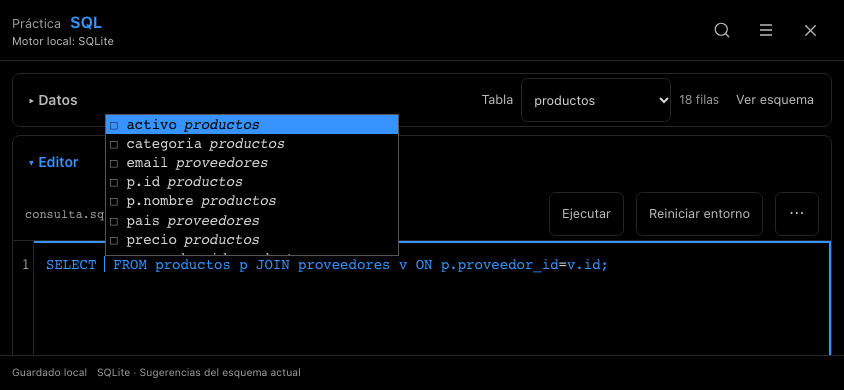 Práctica SQL
Motor local: SQLite
▸ Datos
Tabla
productos
18 filas
Ver esquema
▾ Editor
activo productos
categoria productos
email proveedores
p.id productos
p.nombre productos
pais proveedores
precio productos
consulta.sq
Ejecutar
Reiniciar entorno
...
1 SELECT FROM productos p JOIN proveedores v ON p.proveedor_id=v.id;
Guardado local SQLite · Sugerencias del esquema actual